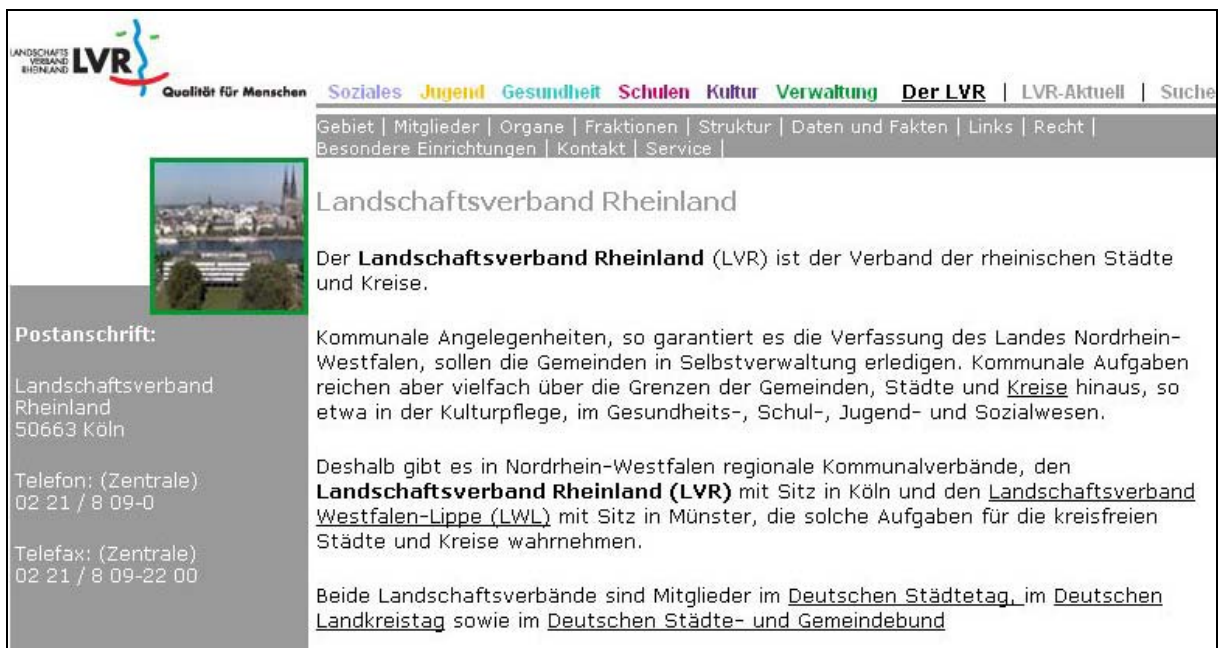 LANDSCHAFTS
VERBAND
RHEINLAND
LVR
Qualität für Menschen
Soziales Jugend Gesundheit Schulen Kultur Verwaltung Der LVR | LVR-Aktuell | Suche
Gebiet | Mitglieder | Organe | Fraktionen | Struktur | Daten und Fakten | Links | Recht |
Besondere Einrichtungen | Kontakt | Service |
Landschaftsverband Rheinland
Der Landschaftsverband Rheinland (LVR) ist der Verband der rheinischen Städte
und Kreise.
Kommunale Angelegenheiten, so garantiert es die Verfassung des Landes Nordrhein-
Westfalen, sollen die Gemeinden in Selbstverwaltung erledigen. Kommunale Aufgaben
reichen aber vielfach über die Grenzen der Gemeinden, Städte und Kreise hinaus, so
etwa in der Kulturpflege, im Gesundheits-, Schul-, Jugend- und Sozialwesen.
Deshalb gibt es in Nordrhein-Westfalen regionale Kommunalverbände, den
Landschaftsverband Rheinland (LVR) mit Sitz in Köln und den Landschaftsverband
Westfalen-Lippe (LWL) mit Sitz in Münster, die solche Aufgaben für die kreisfreien
Städte und Kreise wahrnehmen.
Beide Landschaftsverbände sind Mitglieder im Deutschen Städtetag, im Deutschen
Landkreistag sowie im Deutschen Städte- und Gemeindebund
Postanschrift:
Landschaftsverband
Rheinland
50663 Köln
Telefon: (Zentrale)
02 21 / 8 09-0
Telefax: (Zentrale)
02 21 / 8 09-22 00